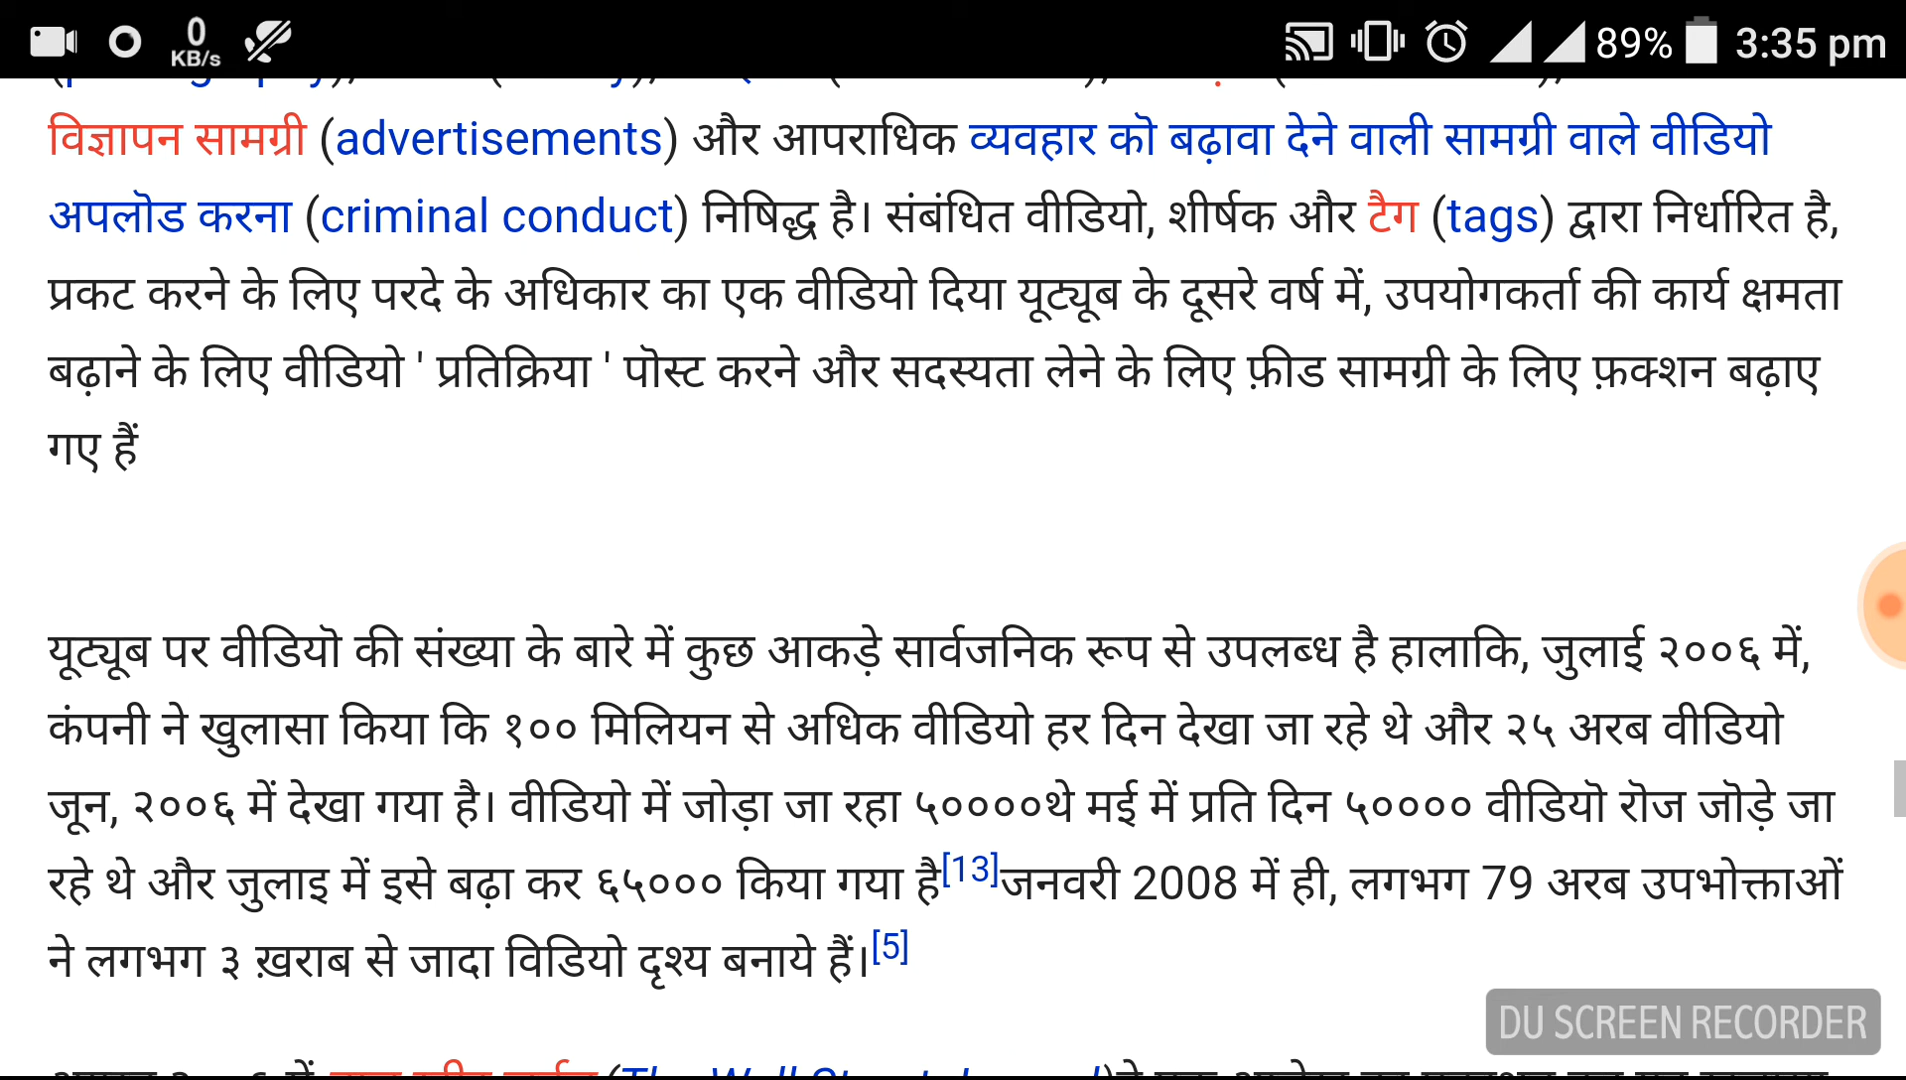 0 KB/s 89% 3:35 pm
विज्ञापन सामग्री (advertisements) और आपराधिक व्यवहार कॊ बढ़ावा देने वाली सामग्री वाले वीडियो
अपलॊड करना (criminal conduct) निषिद्ध है। संबंधित वीडियो, शीर्षक और टैग (tags) द्वारा निर्धारित है,
प्रकट करने के लिए परदे के अधिकार का एक वीडियो दिया यूट्यूब के दूसरे वर्ष में, उपयोगकर्ता की कार्य क्षमता
बढ़ाने के लिए वीडियो ' प्रतिक्रिया ' पॊस्ट करने और सदस्यता लेने के लिए फ़ीड सामग्री के लिए फ़क्शन बढ़ाए
गए हैं
यूट्यूब पर वीडियॊ की संख्या के बारे में कुछ आकड़े सार्वजनिक रूप से उपलब्ध है हालाकि, जुलाई २००६ में,
कंपनी ने खुलासा किया कि १०० मिलियन से अधिक वीडियो हर दिन देखा जा रहे थे और २५ अरब वीडियो
जून, २००६ में देखा गया है। वीडियो में जोड़ा जा रहा ५००००थे मई में प्रति दिन ५०००० वीडियॊ रॊज जॊड़े जा
रहे थे और जुलाइ में इसे बढ़ा कर ६५००० किया गया है[13]जनवरी 2008 में ही, लगभग 79 अरब उपभोक्ताओं
ने लगभग ३ ख़राब से जादा विडियो दृश्य बनाये हैं।[5]
DU SCREEN RECORDER